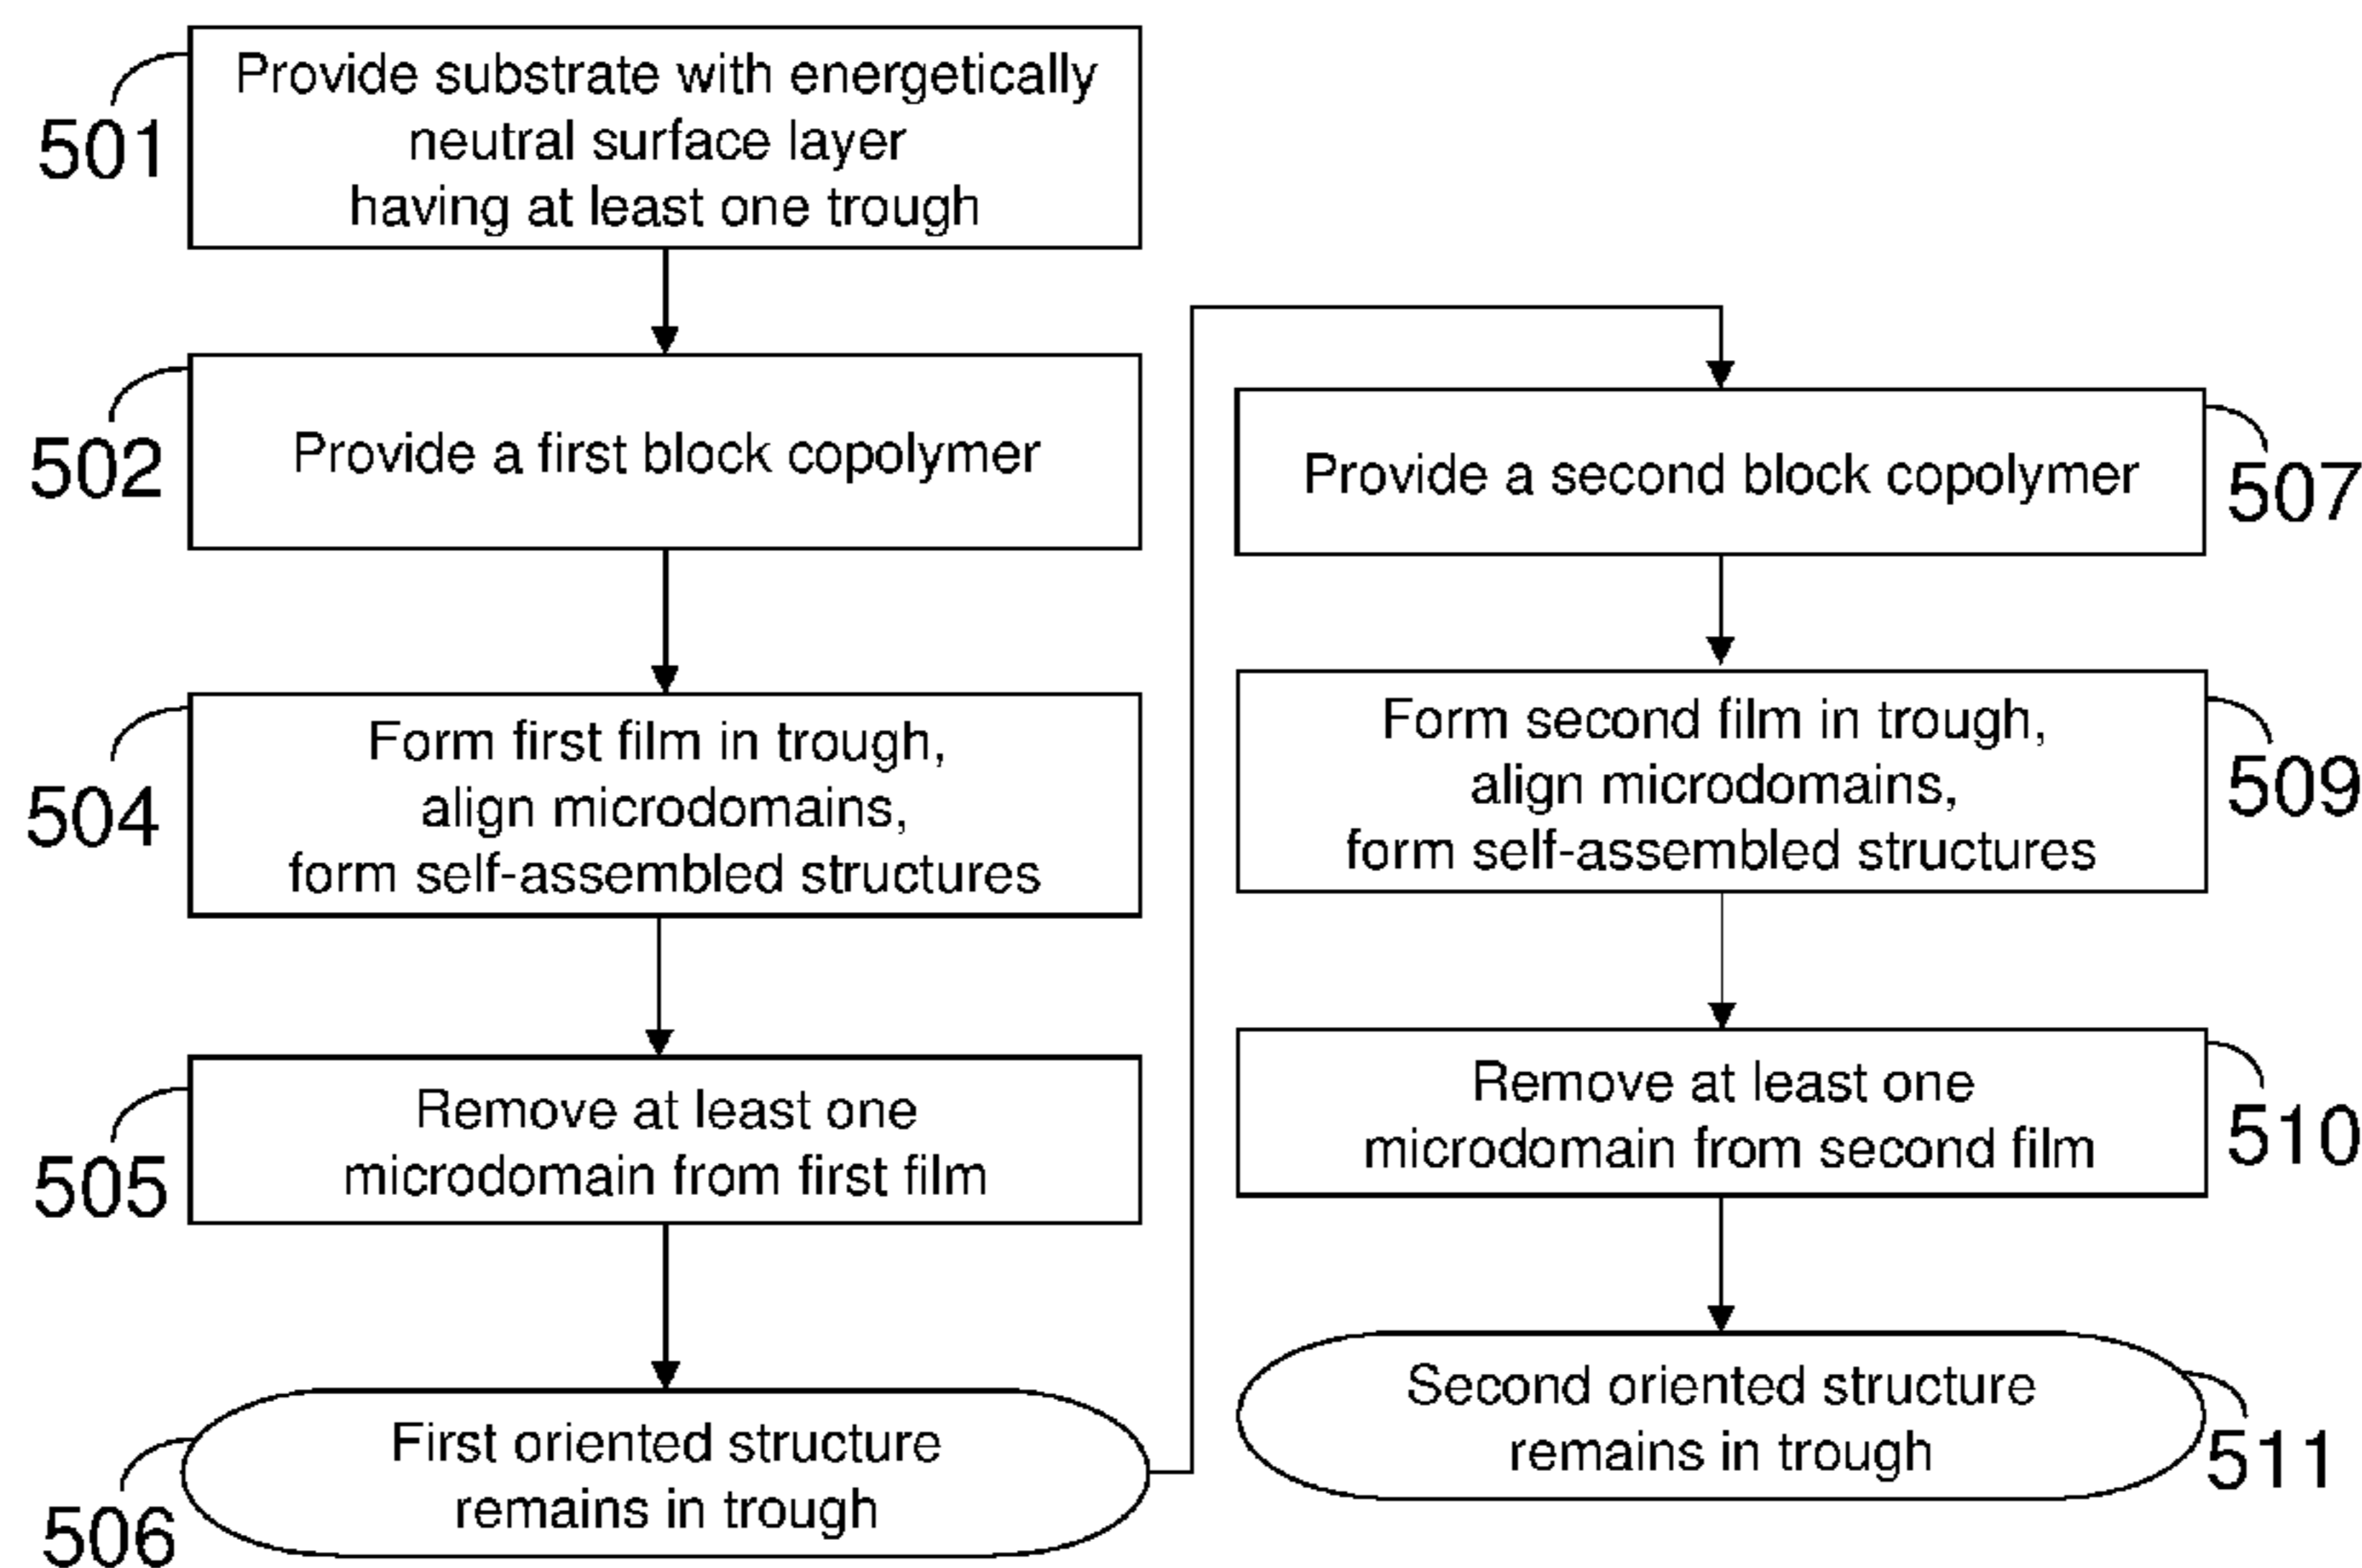 501
Provide substrate with energetically
neutral surface layer
having at least one trough
502
Provide a first block copolymer
504
Form first film in trough,
align microdomains,
form self-assembled structures
505
Remove at least one
microdomain from first film
506
First oriented structure
remains in trough
Provide a second block copolymer
507
Form second film in trough,
align microdomains,
form self-assembled structures
509
Remove at least one
microdomain from second film
510
Second oriented structure
remains in trough
511